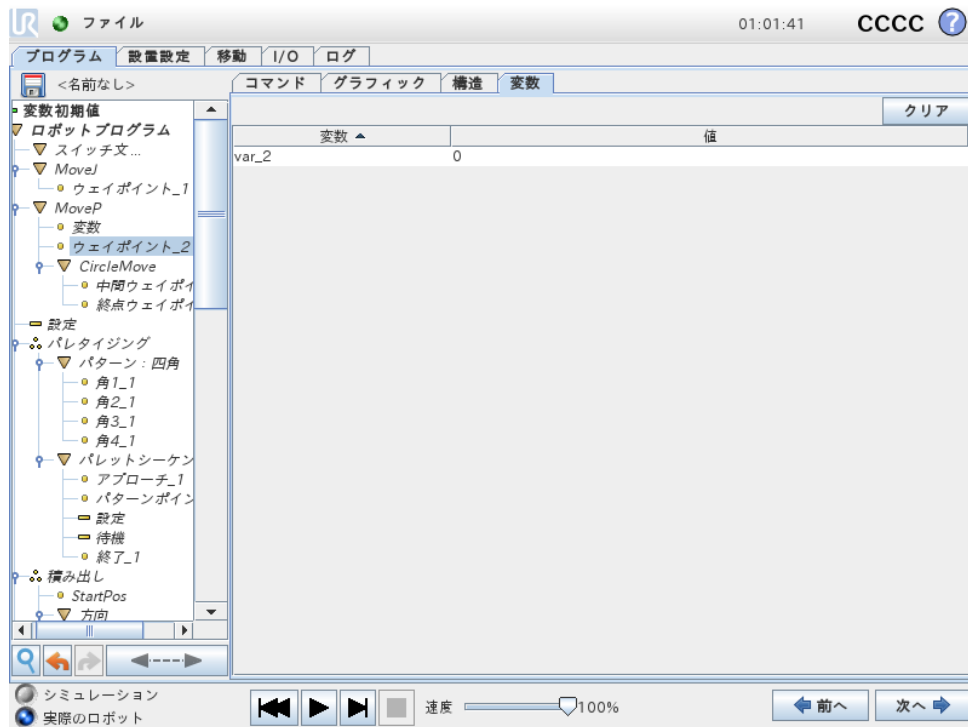 UR ファイル 01:01:41 CCCC ?
プログラム 設置設定 移動 I/O ログ
<名前なし>
コマンド グラフィック 構造 変数
クリア
変数 値
var_2 0
変数初期値
ロボットプログラム
スイッチ文...
MoveJ
ウェイポイント_1
MoveP
変数
ウェイポイント_2
CircleMove
中間ウェイポイ
終点ウェイポイ
設定
パレタイジング
パターン：四角
角1_1
角2_1
角3_1
角4_1
パレットシーケン
アプローチ_1
パターンポイン
設定
待機
終了_1
積み出し
StartPos
方向
シミュレーション
実際のロボット
速度 100%
前へ 次へ